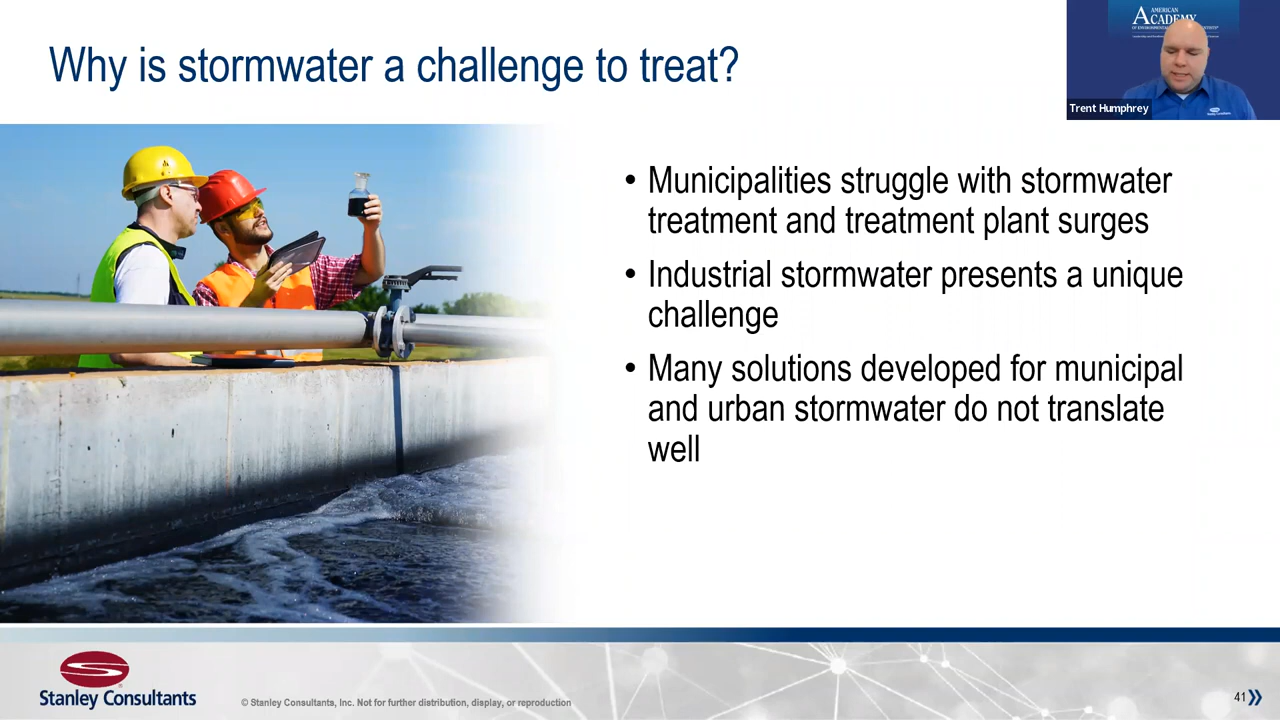 Why is stormwater a challenge to treat?
AMERICAN
ACADEMY
Trent Humphrey
Stanley Consultants
• Municipalities struggle with stormwater
treatment and treatment plant surges
• Industrial stormwater presents a unique
challenge
• Many solutions developed for municipal
and urban stormwater do not translate
well
Stanley Consultants
© Stanley Consultants, Inc. Not for further distribution, display, or reproduction
41